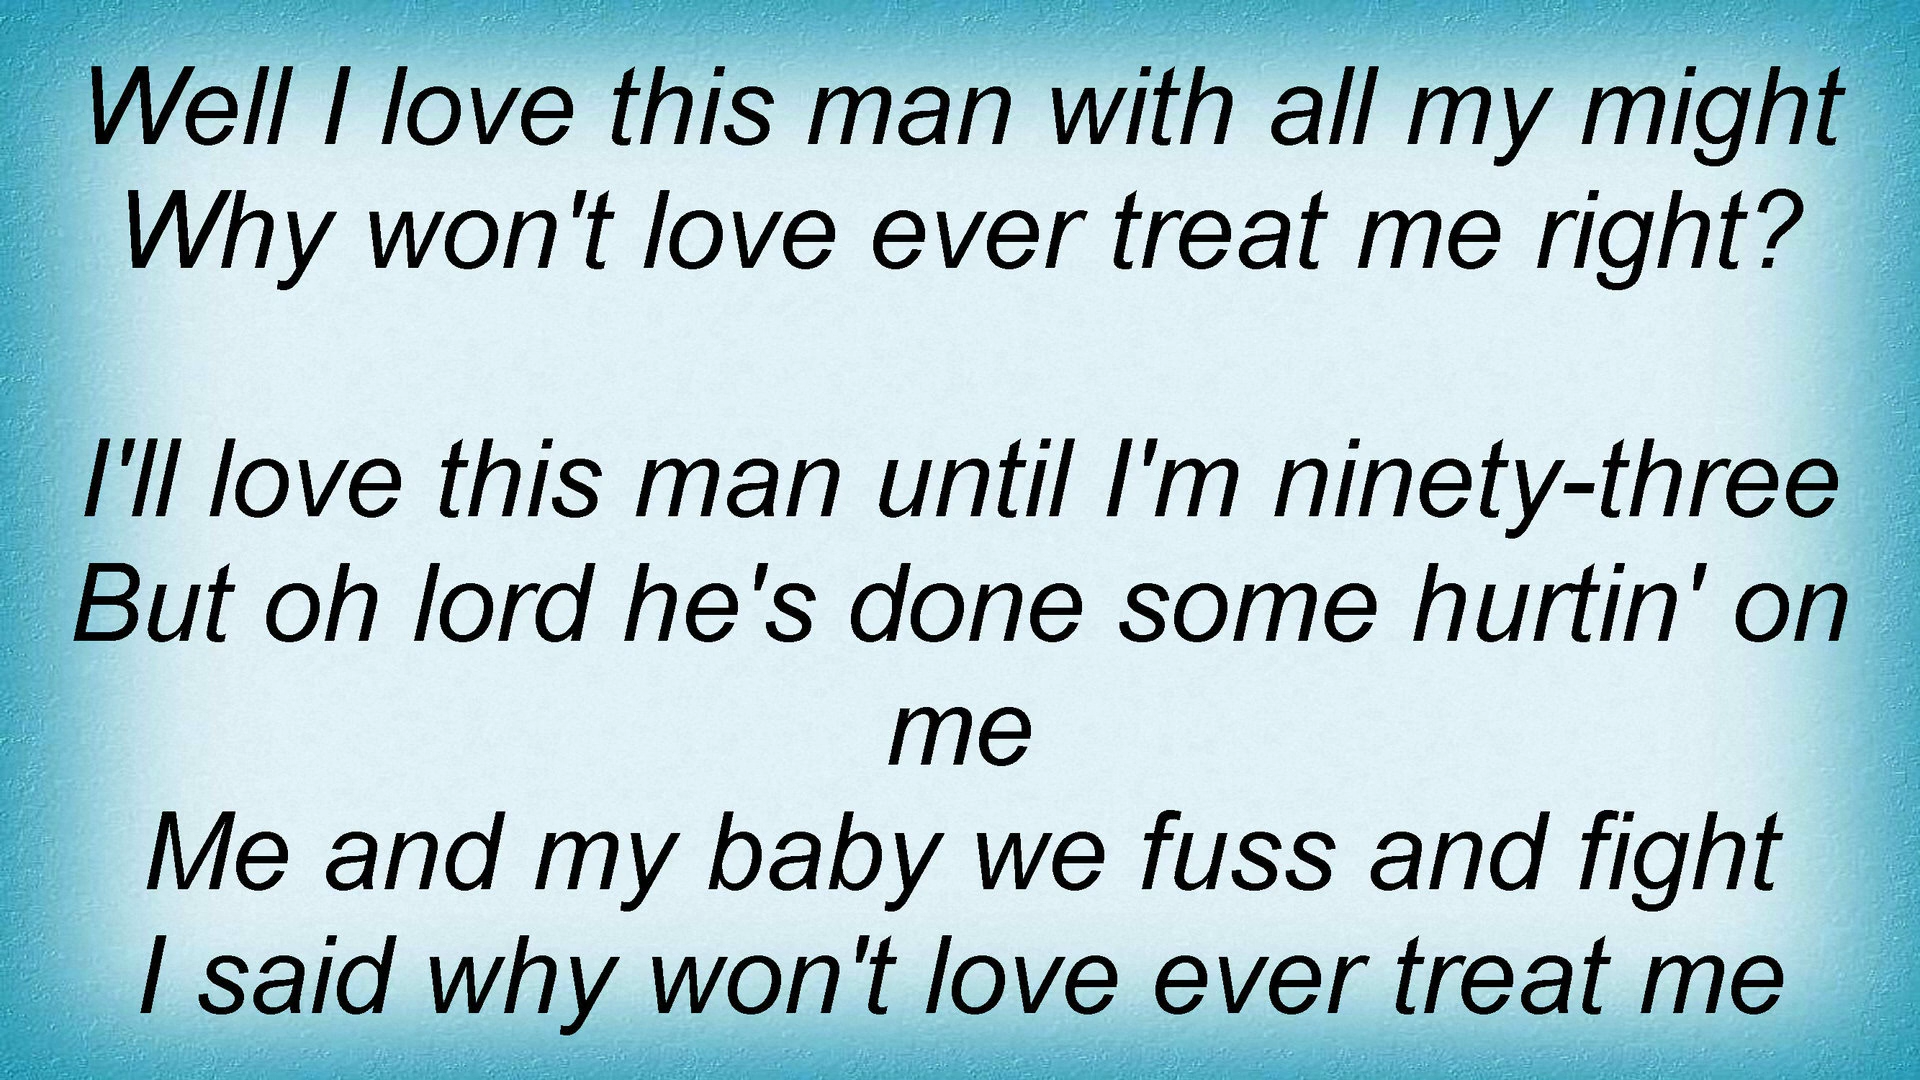 Well I love this man with all my might
Why won't love ever treat me right?
I'll love this man until I'm ninety-three
But oh lord he's done some hurtin' on
me
Me and my baby we fuss and fight
I said why won't love ever treat me